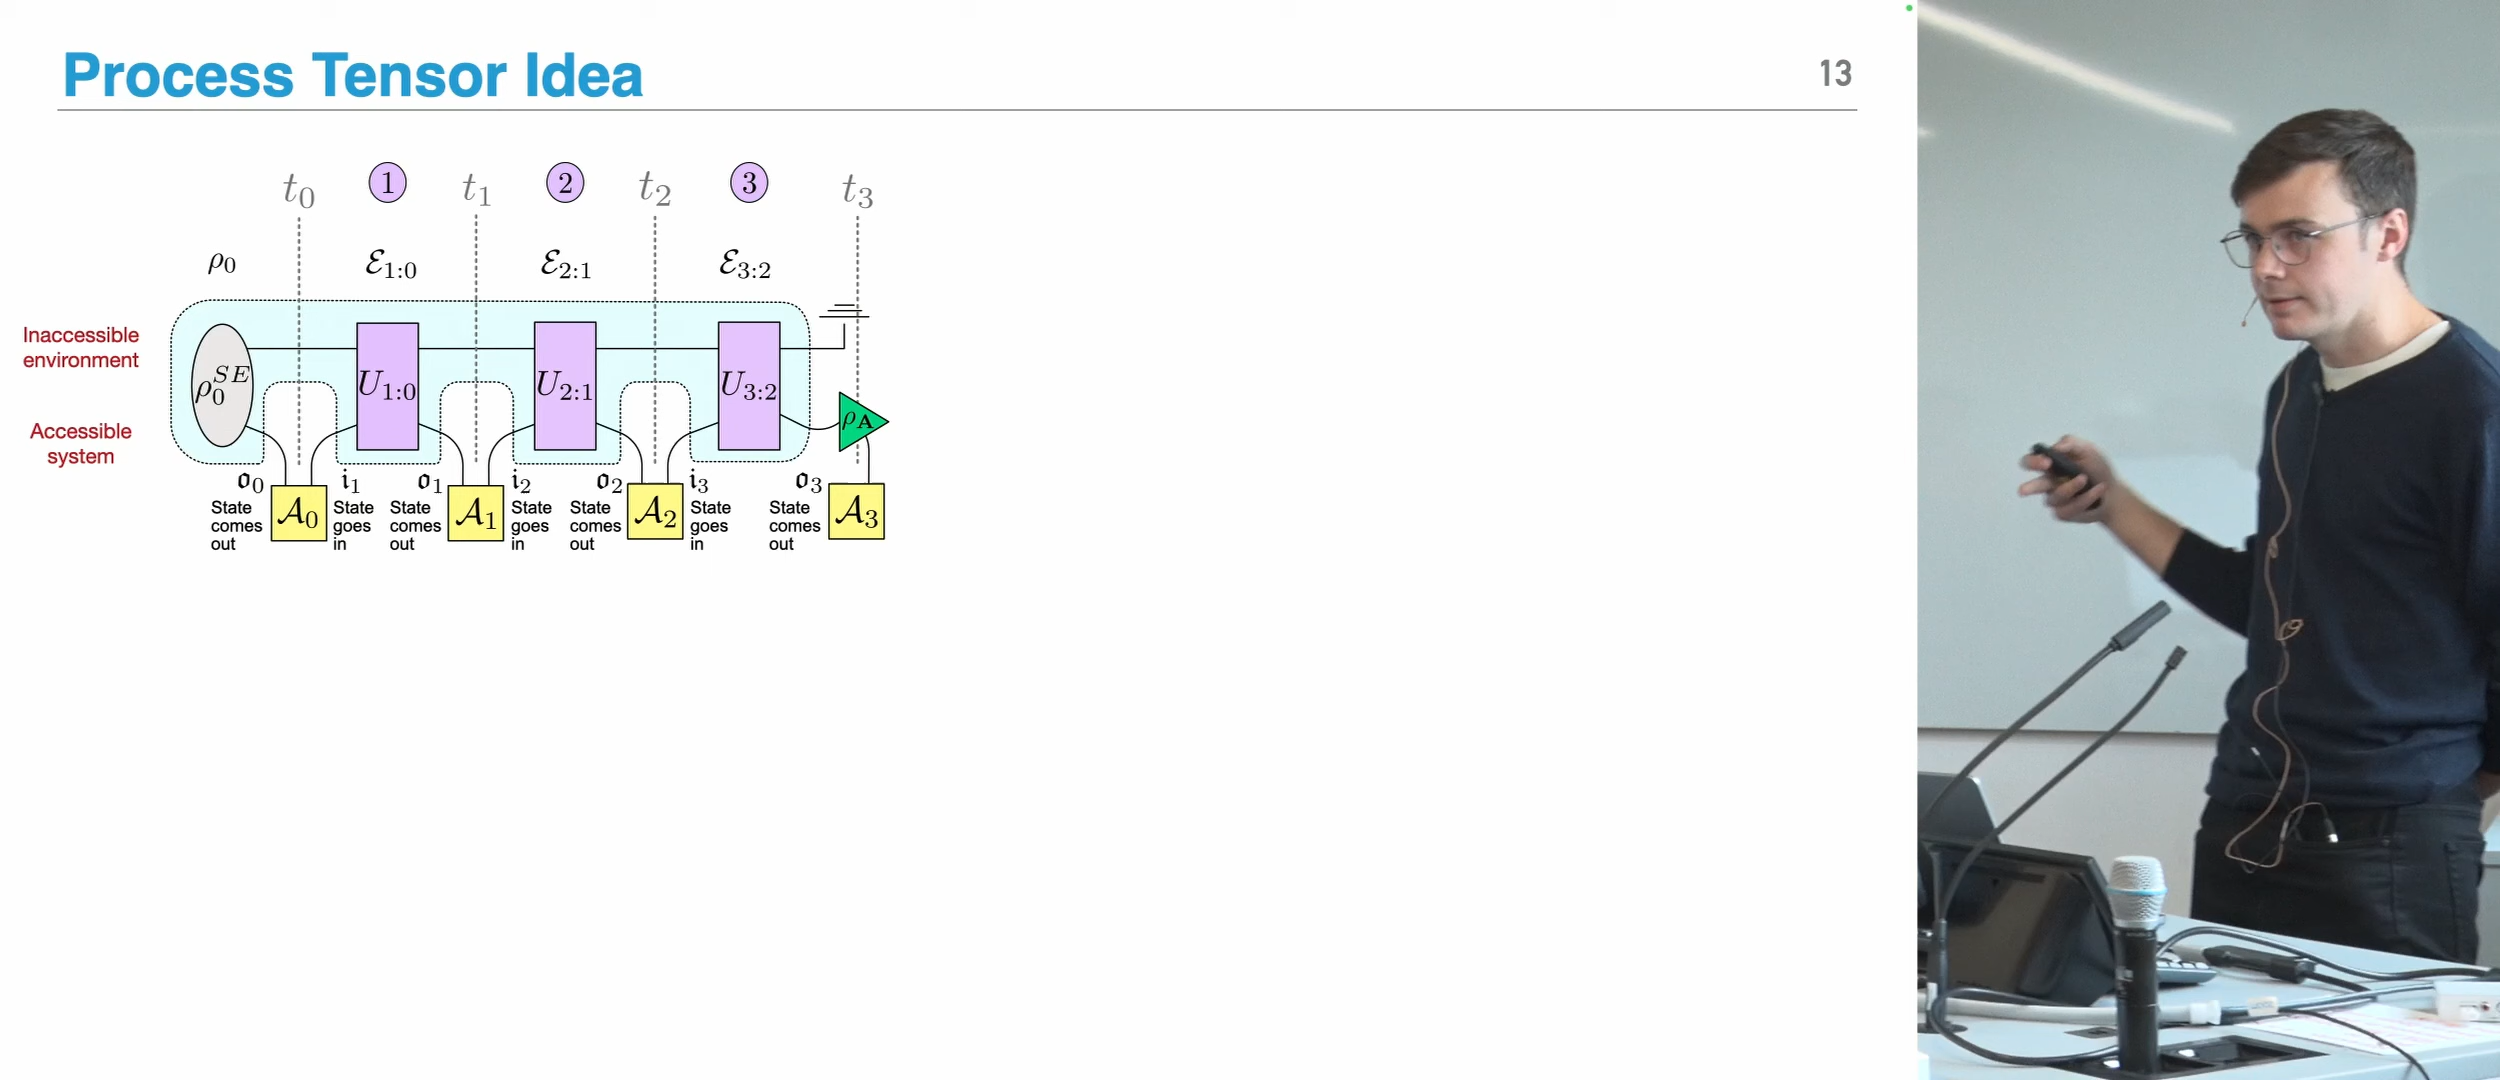 Process Tensor Idea
13
t₀ 1 t₁ 2 t₂ 3 t₃
ρ₀ ℰ₁:₀ ℰ₂:₁ ℰ₃:₂
Inaccessible
environment
ρ₀^SE U₁:₀ U₂:₁ U₃:₂ ρ_A
Accessible
system
𝔬₀ 𝔦₁ 𝔬₁ 𝔦₂ 𝔬₂ 𝔦₃ 𝔬₃
State comes out
𝒜₀
State goes in
State comes out
𝒜₁
State goes in
State comes out
𝒜₂
State goes in
State comes out
𝒜₃